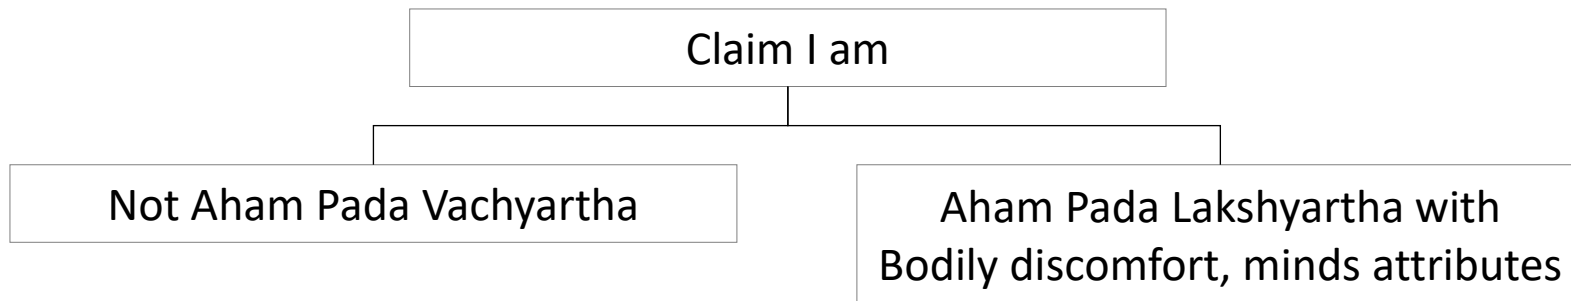 Claim I am
Not Aham Pada Vachyartha
Aham Pada Lakshyartha with
Bodily discomfort, minds attributes